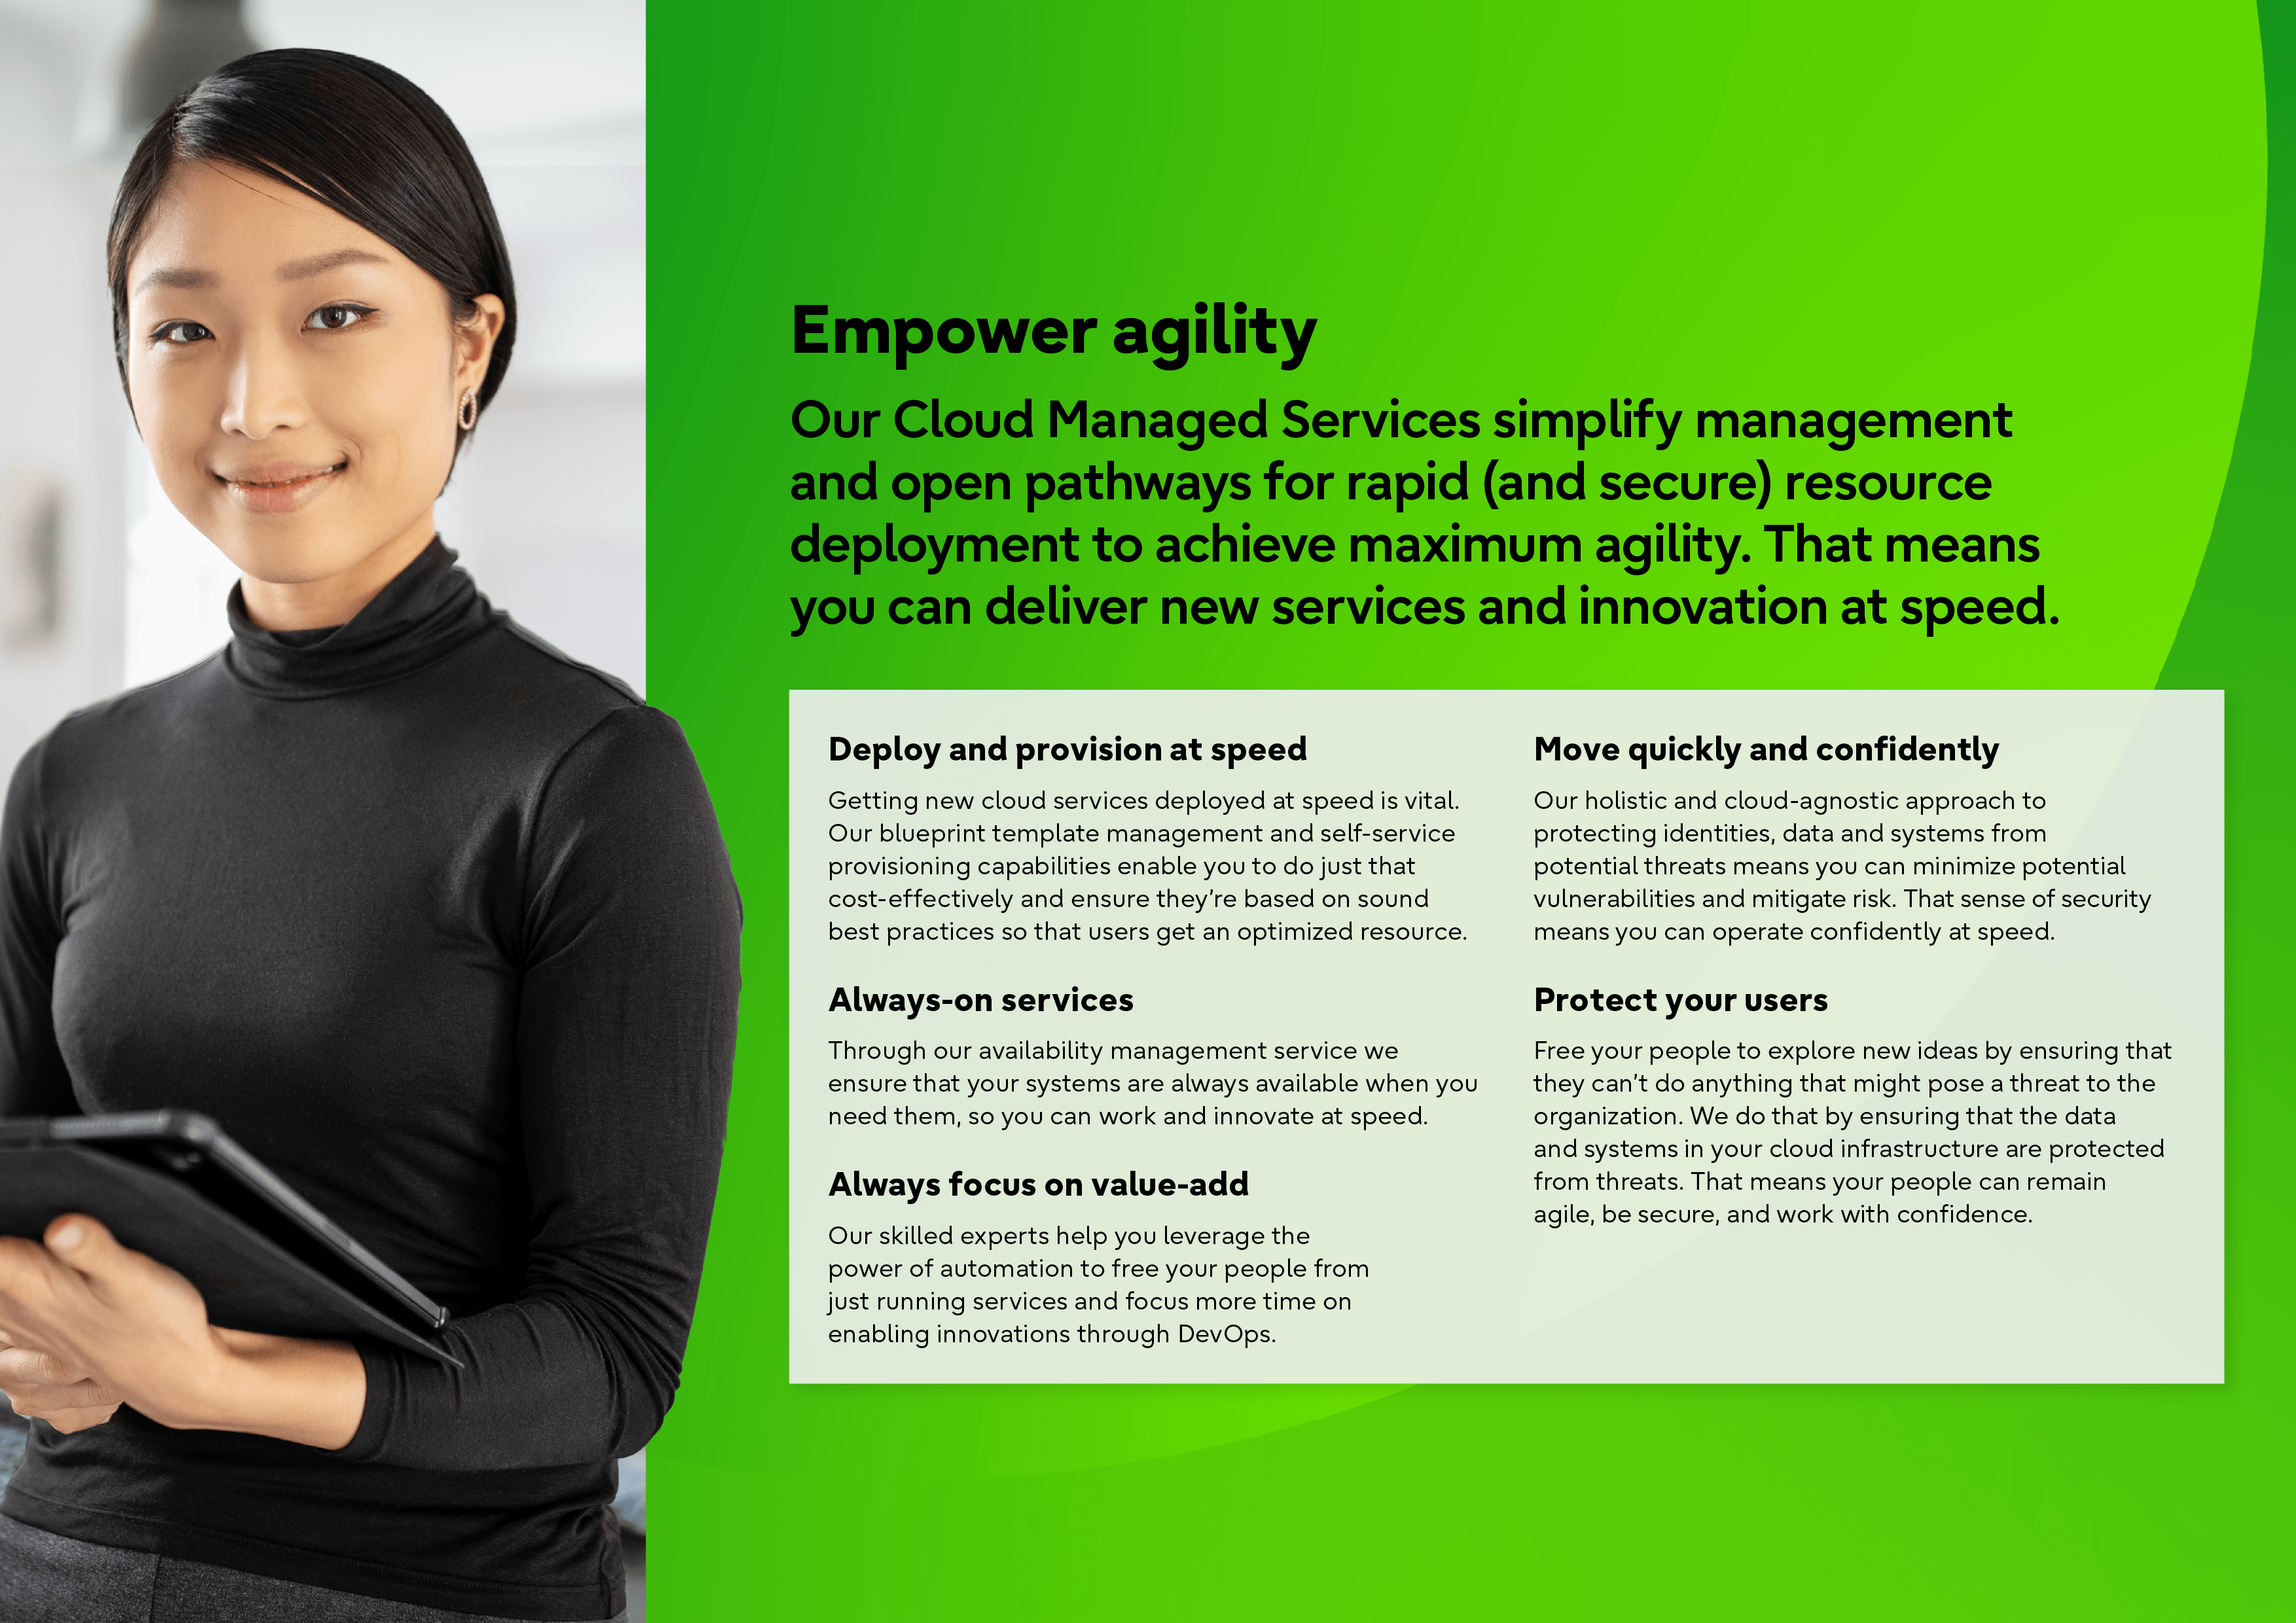 Empower agility
Our Cloud Managed Services simplify management
and open pathways for rapid (and secure) resource
deployment to achieve maximum agility. That means
you can deliver new services and innovation at speed.
Deploy and provision at speed
Getting new cloud services deployed at speed is vital.
Our blueprint template management and self-service
provisioning capabilities enable you to do just that
cost-effectively and ensure they’re based on sound
best practices so that users get an optimized resource.
Always-on services
Through our availability management service we
ensure that your systems are always available when you
need them, so you can work and innovate at speed.
Always focus on value-add
Our skilled experts help you leverage the
power of automation to free your people from
just running services and focus more time on
enabling innovations through DevOps.
Move quickly and confidently
Our holistic and cloud-agnostic approach to
protecting identities, data and systems from
potential threats means you can minimize potential
vulnerabilities and mitigate risk. That sense of security
means you can operate confidently at speed.
Protect your users
Free your people to explore new ideas by ensuring that
they can’t do anything that might pose a threat to the
organization. We do that by ensuring that the data
and systems in your cloud infrastructure are protected
from threats. That means your people can remain
agile, be secure, and work with confidence.